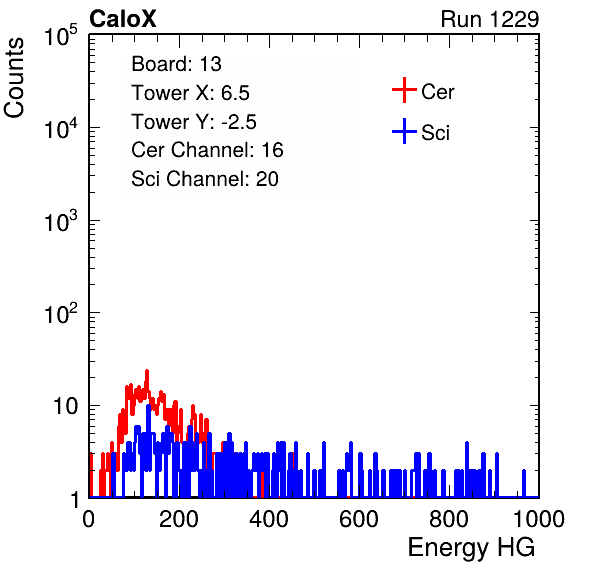 CaloX Run 1229
Counts
10^5
10^4
10^3
10^2
10
1
Board: 13
Tower X: 6.5
Tower Y: -2.5
Cer Channel: 16
Sci Channel: 20
Cer
Sci
0 200 400 600 800 1000
Energy HG